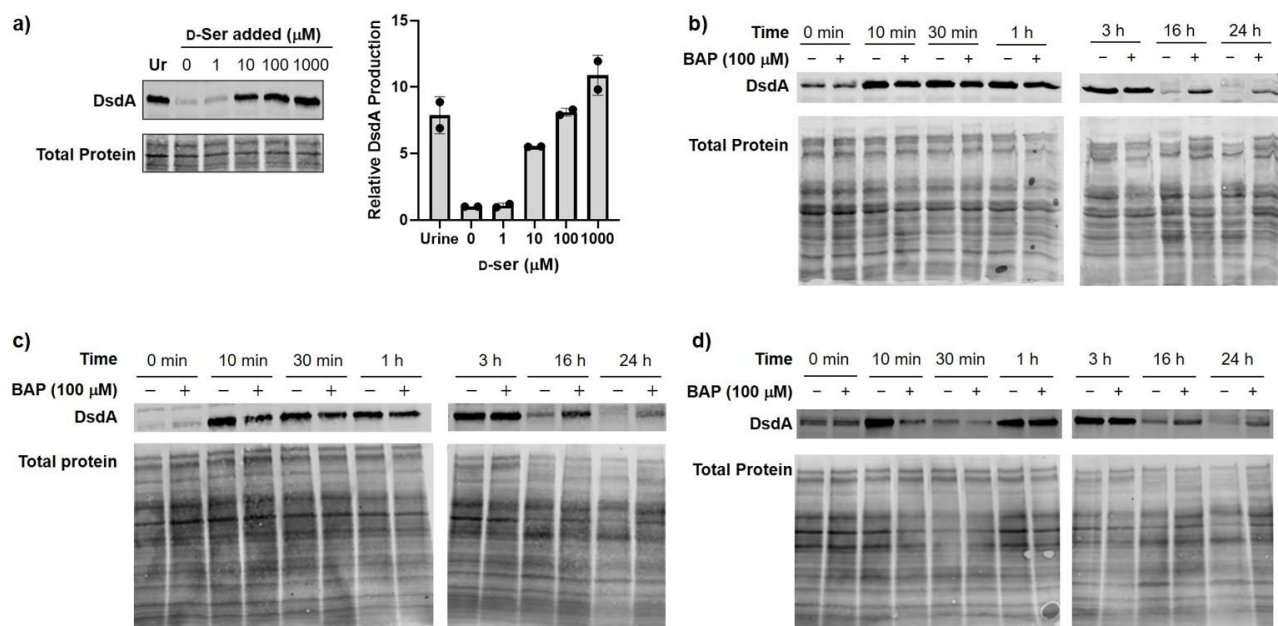 a)
D-Ser added (µM)
Ur 0 1 10 100 1000
DsdA
Total Protein
Relative DsdA Production
15
10
5
0
Urine 0 1 10 100 1000
D-ser (µM)
b)
Time 0 min 10 min 30 min 1 h 3 h 16 h 24 h
BAP (100 µM) – + – + – + – + – + – + – +
DsdA
Total Protein
c)
Time 0 min 10 min 30 min 1 h 3 h 16 h 24 h
BAP (100 µM) – + – + – + – + – + – + – +
DsdA
Total protein
d)
Time 0 min 10 min 30 min 1 h 3 h 16 h 24 h
BAP (100 µM) – + – + – + – + – + – + – +
DsdA
Total Protein